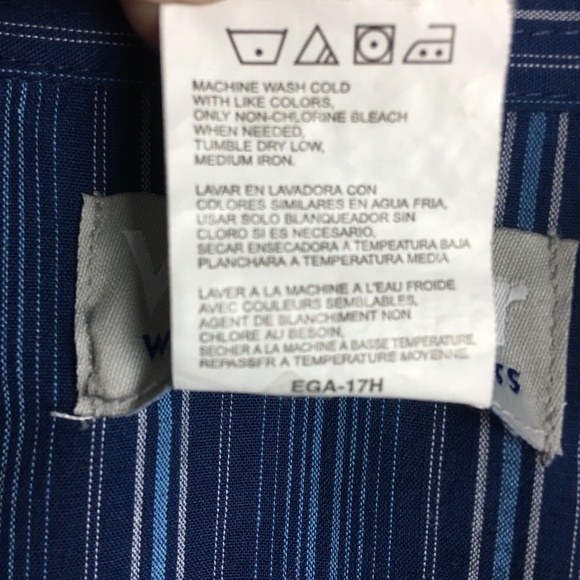 MACHINE WASH COLD
WITH LIKE COLORS,
ONLY NON-CHLORINE BLEACH
WHEN NEEDED,
TUMBLE DRY LOW,
MEDIUM IRON.
LAVAR EN LAVADORA CON
COLORES SIMILARES EN AGUA FRIA,
USAR SOLO BLANQUEADOR SIN
CLORO SI ES NECESARIO,
SECAR ENSECADORA A TEMPEATURA BAJA
PLANCHARA A TEMPERATURA MEDIA
LAVER A LA MACHINE A L'EAU FROIDE
AVEC COULEURS SEMBLABLES,
AGENT DE BLANCHIMENT NON
CHLORE AU BESOIN,
SECHER A LA MACHINE A BASSE TEMPERATURE,
REPASSFR A TEMPERATURE MOYENNE.
EGA-17H